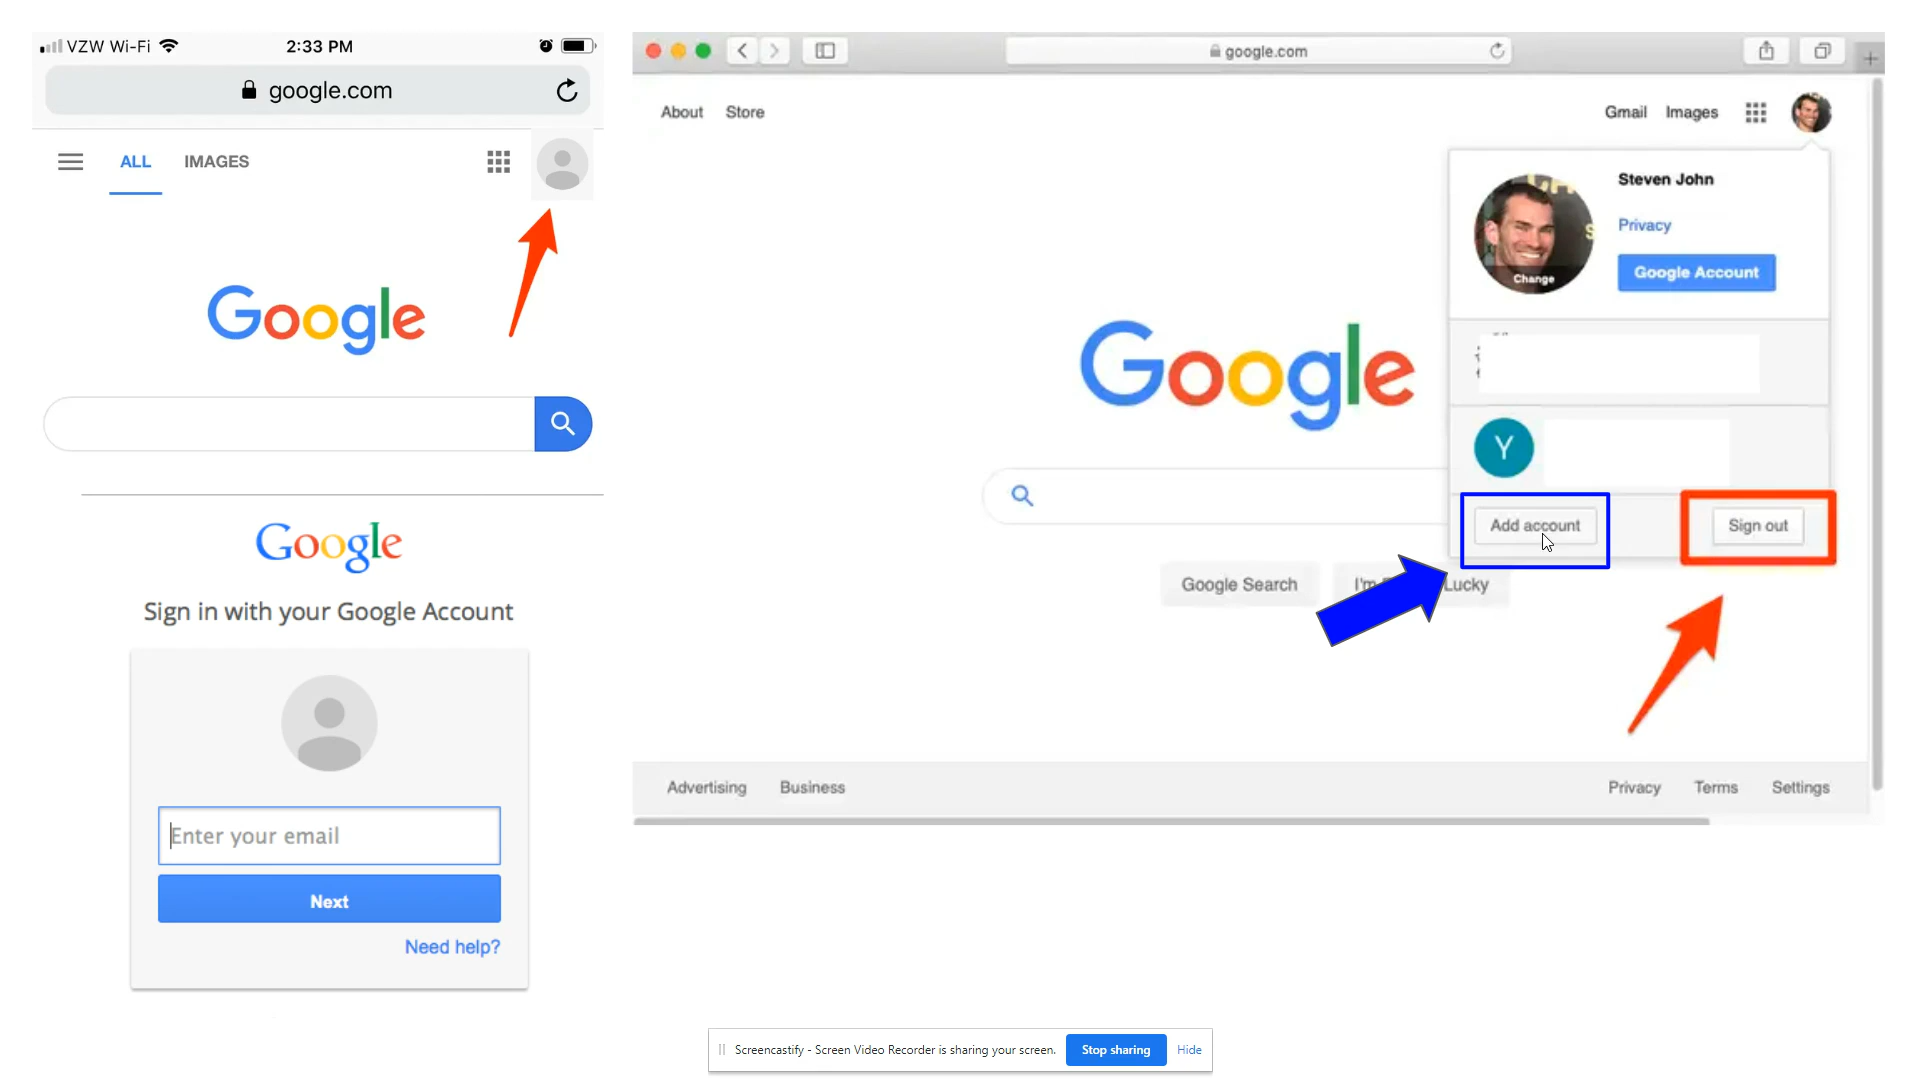 VZW Wi-Fi 2:33 PM
google.com
ALL IMAGES
Google
Google
Sign in with your Google Account
Enter your email
Next
Need help?
google.com
About Store Gmail Images
Steven John
Privacy
Change
Google Account
Google
Y
Add account Sign out
Google Search I'm Lucky
Advertising Business Privacy Terms Settings
Screencastify - Screen Video Recorder is sharing your screen. Stop sharing Hide